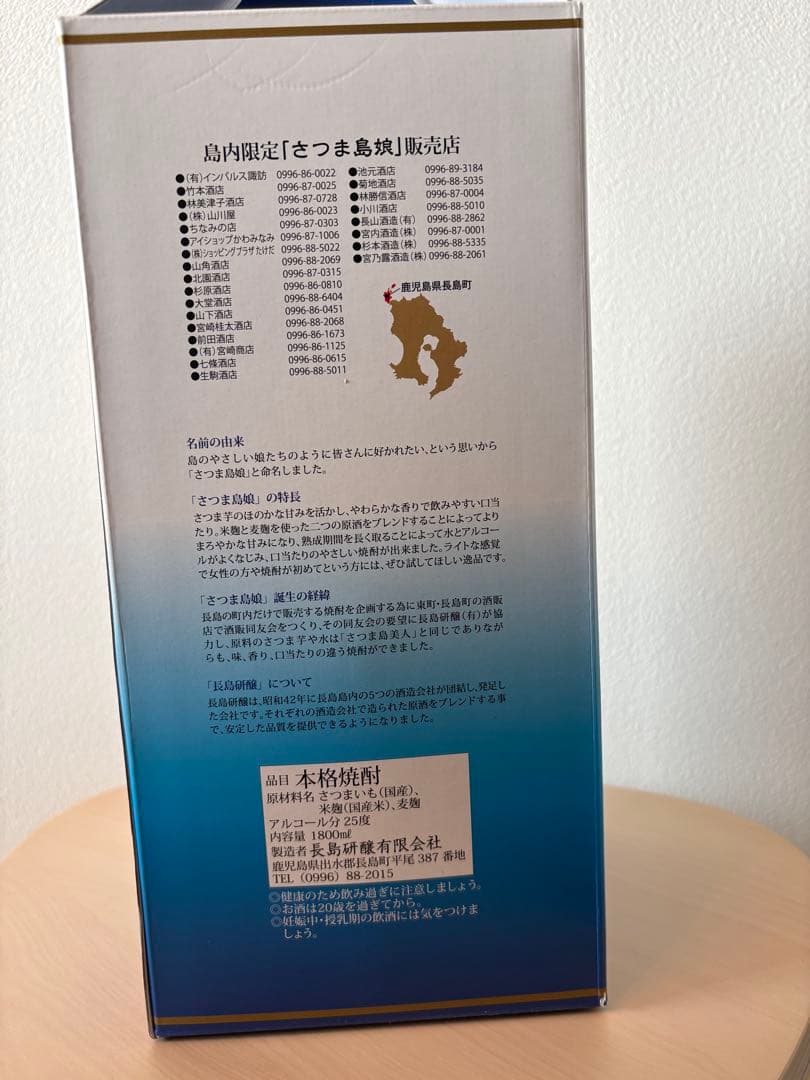 島内限定「さつま島娘」販売店
●(有)インパルス諏訪 0996-86-0022
●竹本酒店 0996-87-0025
●林美津子酒店 0996-87-0728
●(株)山川屋 0996-86-0023
●ちなみの店 0996-87-0303
●アイショップかわみなみ 0996-87-1006
●(株)ショッピングプラザたけだ 0996-88-5022
●山角酒店 0996-88-2069
●北園酒店 0996-87-0315
●杉原酒店 0996-86-0810
●大堂酒店 0996-88-6404
●山下酒店 0996-86-0451
●宮崎桂太酒店 0996-88-2068
●前田酒店 0996-86-1673
●(有)宮崎商店 0996-86-1125
●七條酒店 0996-86-0615
●生駒酒店 0996-88-5011
●池元酒店 0996-89-3184
●菊地酒店 0996-88-5035
●林勝信酒店 0996-87-0004
●小川酒店 0996-88-5010
●長山酒造(有) 0996-88-2862
●宮内酒造(株) 0996-87-0001
●杉本酒造(株) 0996-88-5335
●宮乃露酒造(株) 0996-88-2061
鹿児島県長島町
名前の由来
島のやさしい娘たちのように皆さんに好かれたい、という思いから
「さつま島娘」と命名しました。
「さつま島娘」の特長
さつま芋のほのかな甘みを活かし、やわらかな香りで飲みやすい口当
たり。米麹と麦麹を使った二つの原酒をブレンドすることによってより
まろやかな甘みになり、熟成期間を長く取ることによって水とアルコー
ルがよくなじみ、口当たりのやさしい焼酎が出来ました。ライトな感覚
で女性の方や焼酎が初めてという方には、ぜひ試してほしい逸品です。
「さつま島娘」誕生の経緯
長島の町内だけで販売する焼酎を企画する為に東町・長島町の酒販
店で酒販同友会をつくり、その同友会の要望に長島研醸(有)が協
力し、原料のさつま芋や水は「さつま島美人」と同じでありなが
らも、味、香り、口当たりの違う焼酎ができました。
「長島研醸」について
長島研醸は、昭和42年に長島島内の5つの酒造会社が団結し、発足し
た会社です。それぞれの酒造会社で造られた原酒をブレンドする事
で、安定した品質を提供できるようになりました。
品目 本格焼酎
原材料名 さつまいも(国産)、
米麹(国産米)、麦麹
アルコール分 25度
内容量 1800㎖
製造者 長島研醸有限会社
鹿児島県出水郡長島町平尾 387 番地
TEL (0996) 88-2015
◎健康のため飲み過ぎに注意しましょう。
◎お酒は20歳を過ぎてから。
◎妊娠中・授乳期の飲酒には気をつけま
しょう。